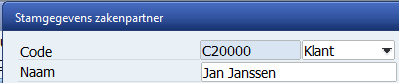 Stamgegevens zakenpartner
Code C20000 Klant
Naam Jan Janssen